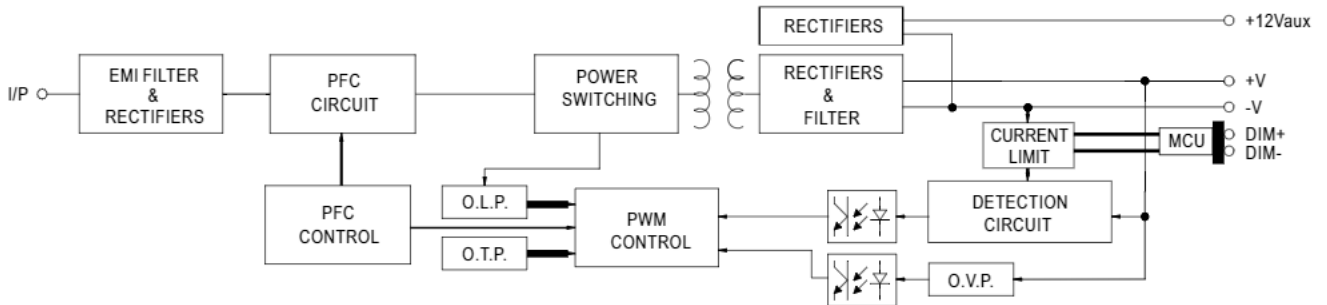 RECTIFIERS
+12Vaux
I/P
EMI FILTER
&
RECTIFIERS
PFC
CIRCUIT
POWER
SWITCHING
RECTIFIERS
&
FILTER
+V
-V
CURRENT
LIMIT
MCU
DIM+
DIM-
PFC
CONTROL
O.L.P.
O.T.P.
PWM
CONTROL
DETECTION
CIRCUIT
O.V.P.